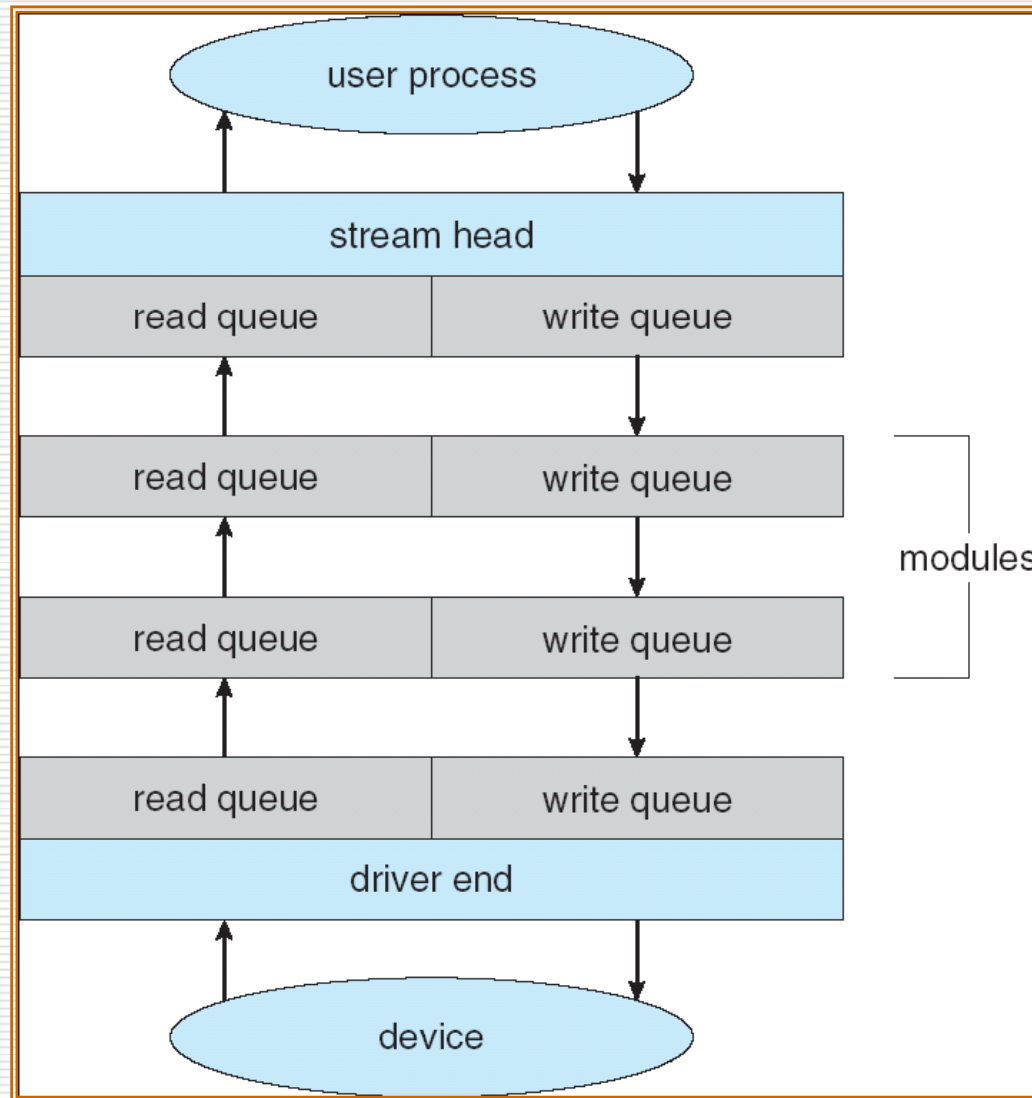 user process
stream head
read queue write queue
read queue write queue
modules
read queue write queue
read queue write queue
driver end
device